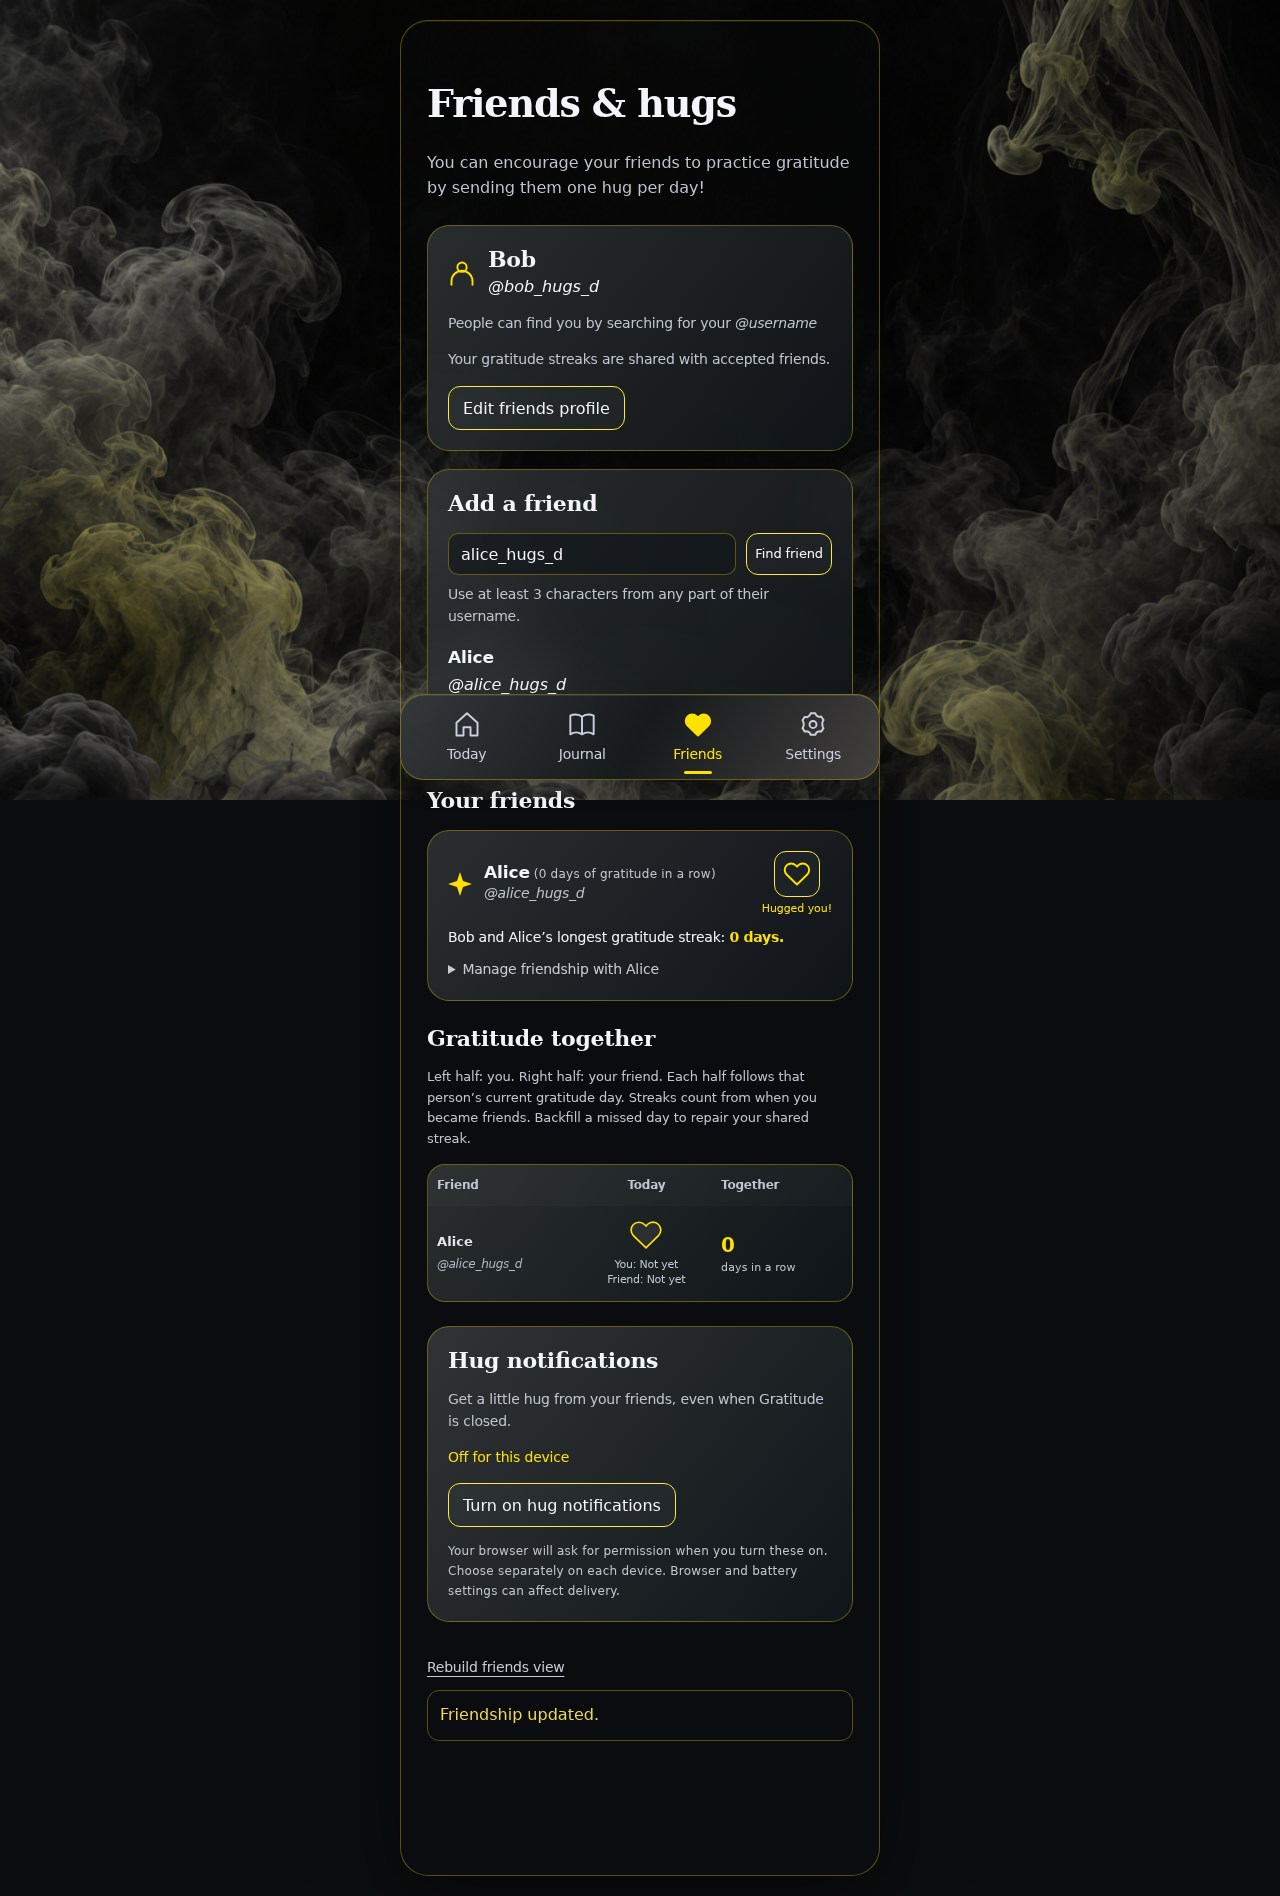 Friends & hugs
You can encourage your friends to practice gratitude
by sending them one hug per day!
Bob
@bob_hugs_d
People can find you by searching for your @username
Your gratitude streaks are shared with accepted friends.
Edit friends profile
Add a friend
alice_hugs_d
Find friend
Use at least 3 characters from any part of their
username.
Alice
@alice_hugs_d
Today
Journal
Friends
Settings
Your friends
Alice (0 days of gratitude in a row)
@alice_hugs_d
Hugged you!
Bob and Alice’s longest gratitude streak: 0 days.
Manage friendship with Alice
Gratitude together
Left half: you. Right half: your friend. Each half follows that
person’s current gratitude day. Streaks count from when you
became friends. Backfill a missed day to repair your shared
streak.
Friend Today Together
Alice
@alice_hugs_d
You: Not yet
Friend: Not yet
0
days in a row
Hug notifications
Get a little hug from your friends, even when Gratitude
is closed.
Off for this device
Turn on hug notifications
Your browser will ask for permission when you turn these on.
Choose separately on each device. Browser and battery
settings can affect delivery.
Rebuild friends view
Friendship updated.